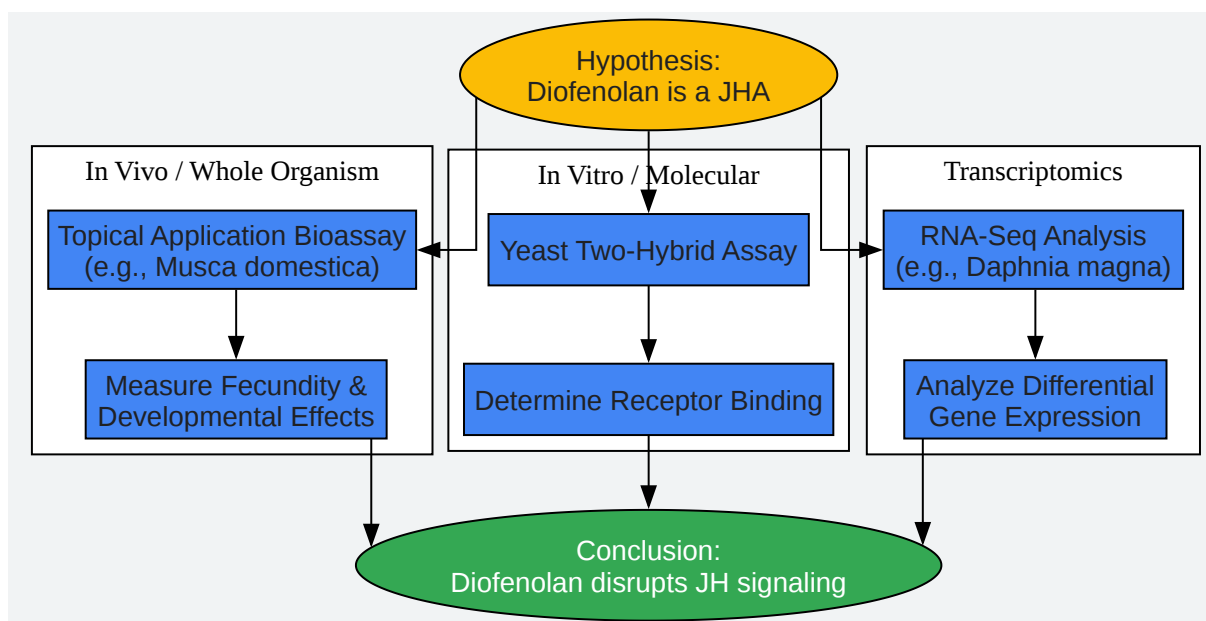 Hypothesis:
Diofenolan is a JHA
In Vivo / Whole Organism
Topical Application Bioassay
(e.g., Musca domestica)
Measure Fecundity &
Developmental Effects
In Vitro / Molecular
Yeast Two-Hybrid Assay
Determine Receptor Binding
Transcriptomics
RNA-Seq Analysis
(e.g., Daphnia magna)
Analyze Differential
Gene Expression
Conclusion:
Diofenolan disrupts JH signaling